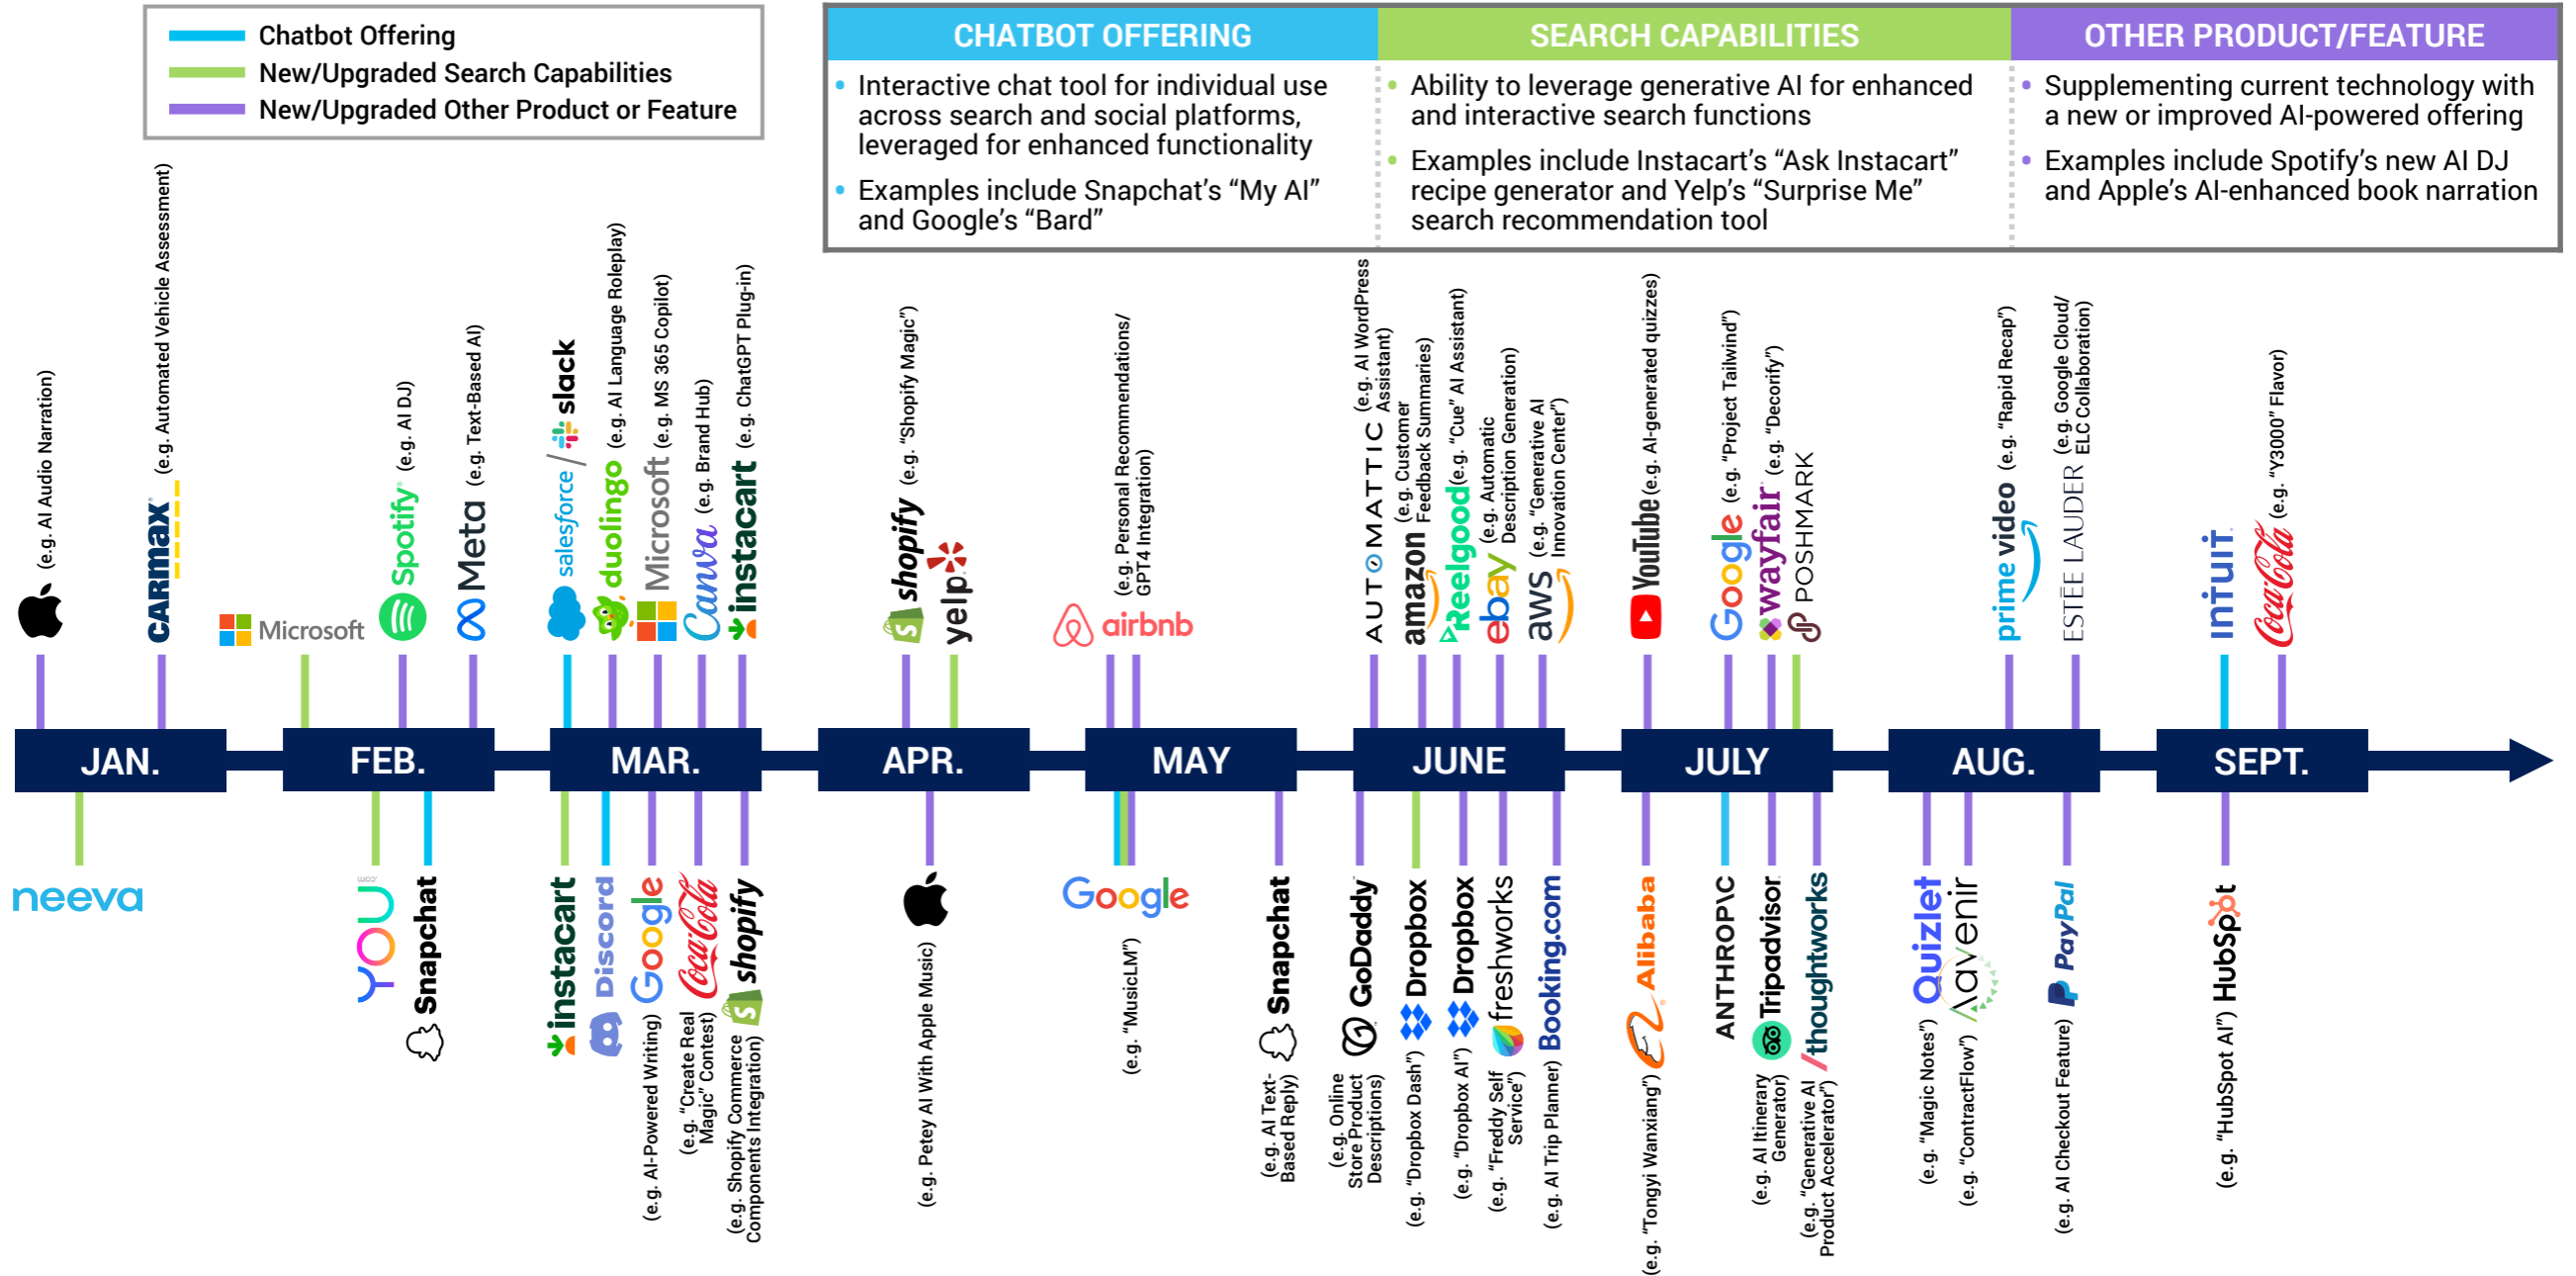 Chatbot Offering
New/Upgraded Search Capabilities
New/Upgraded Other Product or Feature
CHATBOT OFFERING
• Interactive chat tool for individual use
across search and social platforms,
leveraged for enhanced functionality
• Examples include Snapchat’s “My AI”
and Google’s “Bard”
SEARCH CAPABILITIES
• Ability to leverage generative AI for enhanced
and interactive search functions
• Examples include Instacart’s “Ask Instacart”
recipe generator and Yelp’s “Surprise Me”
search recommendation tool
OTHER PRODUCT/FEATURE
• Supplementing current technology with
a new or improved AI-powered offering
• Examples include Spotify’s new AI DJ
and Apple’s AI-enhanced book narration
(e.g. AI Audio Narration)
CARmax
(e.g. Automated Vehicle Assessment)
Microsoft
Spotify
(e.g. AI DJ)
Meta
(e.g. Text-Based AI)
salesforce / slack
duolingo
(e.g. AI Language Roleplay)
Microsoft
(e.g. MS 365 Copilot)
Canva
(e.g. Brand Hub)
instacart
(e.g. ChatGPT Plug-in)
shopify
(e.g. “Shopify Magic”)
yelp
airbnb
(e.g. Personal Recommendations/
GPT4 Integration)
AUTOMATTIC
(e.g. AI WordPress
Assistant)
amazon
(e.g. Customer
Feedback Summaries)
Reelgood
(e.g. “Cue” AI Assistant)
ebay
(e.g. Automatic
Description Generation)
aws
(e.g. “Generative AI
Innovation Center”)
YouTube
(e.g. AI-generated quizzes)
Google
(e.g. “Project Tailwind”)
wayfair
(e.g. “Decorify”)
POSHMARK
prime video
(e.g. “Rapid Recap”)
ESTĒE LAUDER
(e.g. Google Cloud/
ELC Collaboration)
INTUIT
Coca-Cola
(e.g. “Y3000” Flavor)
JAN.
FEB.
MAR.
APR.
MAY
JUNE
JULY
AUG.
SEPT.
neeva
YOU
.com
Snapchat
instacart
Discord
Google
(e.g. AI-Powered Writing)
Coca-Cola
(e.g. “Create Real
Magic” Contest)
shopify
(e.g. Shopify Commerce
Components Integration)
(e.g. Petey AI With Apple Music)
Google
(e.g. “MusicLM”)
Snapchat
(e.g. AI Text-
Based Reply)
GoDaddy
(e.g. Online
Store Product
Descriptions)
Dropbox
(e.g. “Dropbox Dash”)
Dropbox
(e.g. “Dropbox AI”)
freshworks
(e.g. “Freddy Self
Service”)
Booking.com
(e.g. AI Trip Planner)
Alibaba
(e.g. “Tongyi Wanxiang”)
ANTHROP\C
Tripadvisor
(e.g. AI Itinerary
Generator)
/thoughtworks
(e.g. “Generative AI
Product Accelerator”)
Quizlet
(e.g. “Magic Notes”)
Aavenir
(e.g. “ContractFlow”)
PayPal
(e.g. AI Checkout Feature)
HubSpot
(e.g. “HubSpot AI”)